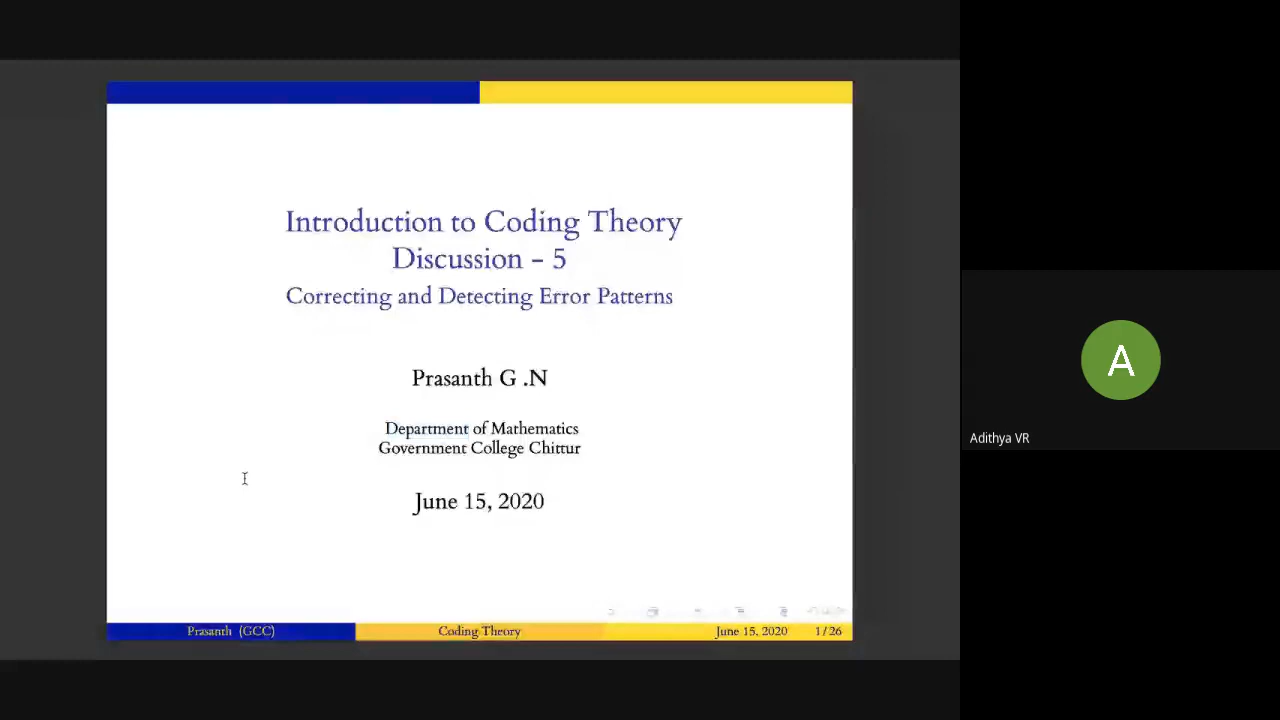 Introduction to Coding Theory
Discussion - 5
Correcting and Detecting Error Patterns
Prasanth G .N
Department of Mathematics
Government College Chittur
June 15, 2020
Prasanth (GCC) Coding Theory June 15, 2020 1/26
A
Adithya VR